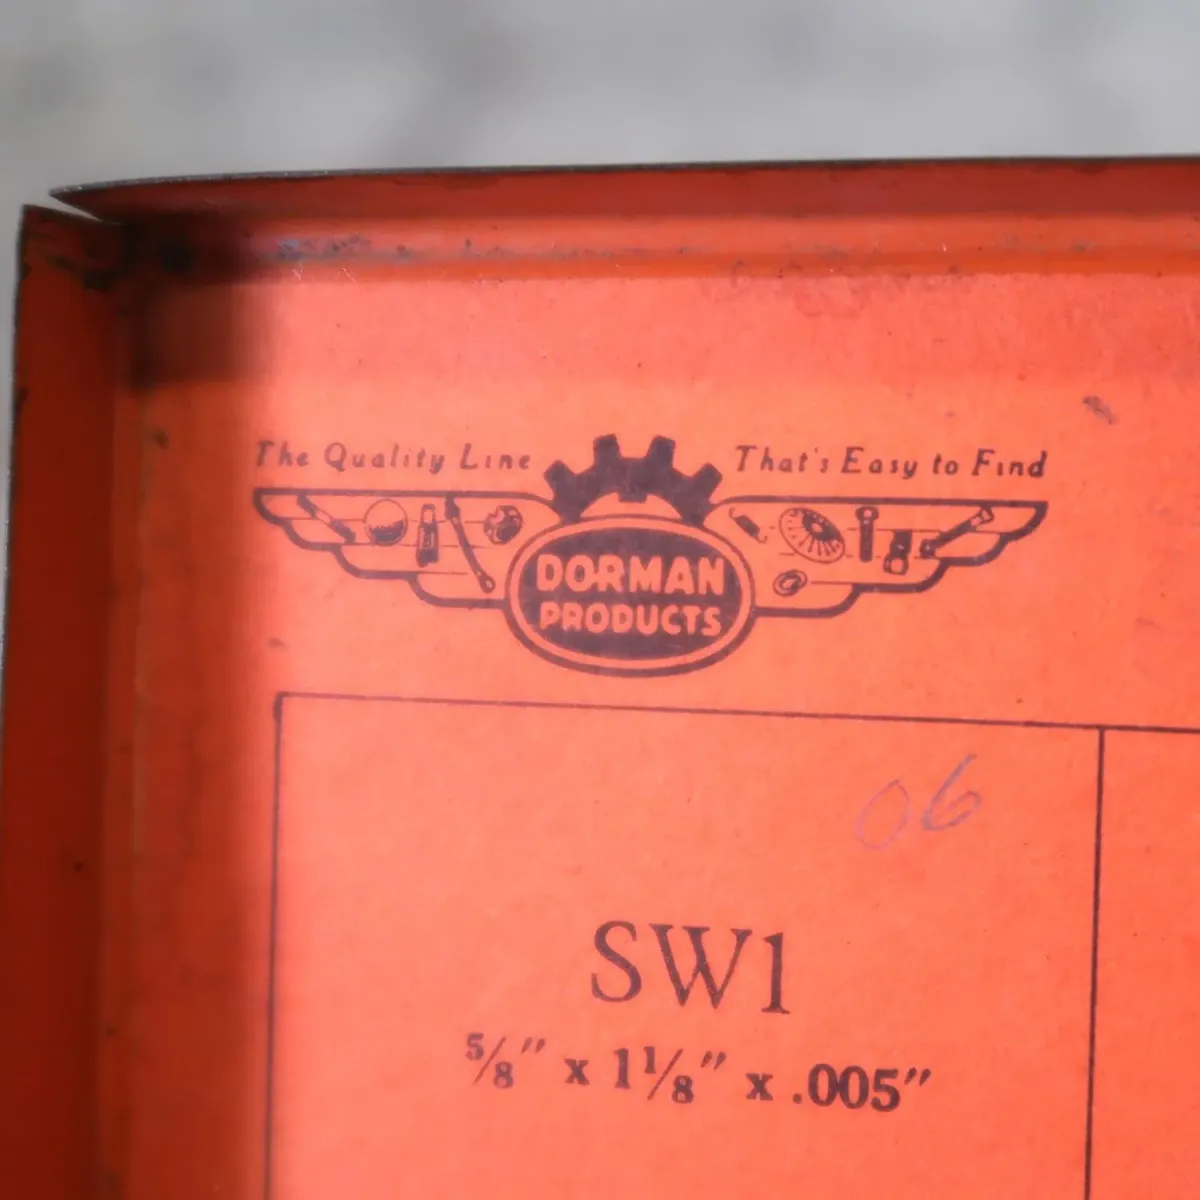 The Quality Line That's Easy to Find
DORMAN
PRODUCTS
06
SW1
⅝" x 1⅛" x .005"